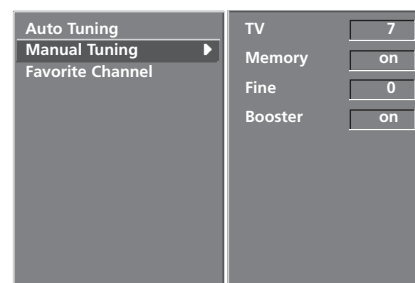 Auto Tuning
Manual Tuning
Favorite Channel
TV 7
Memory on
Fine 0
Booster on